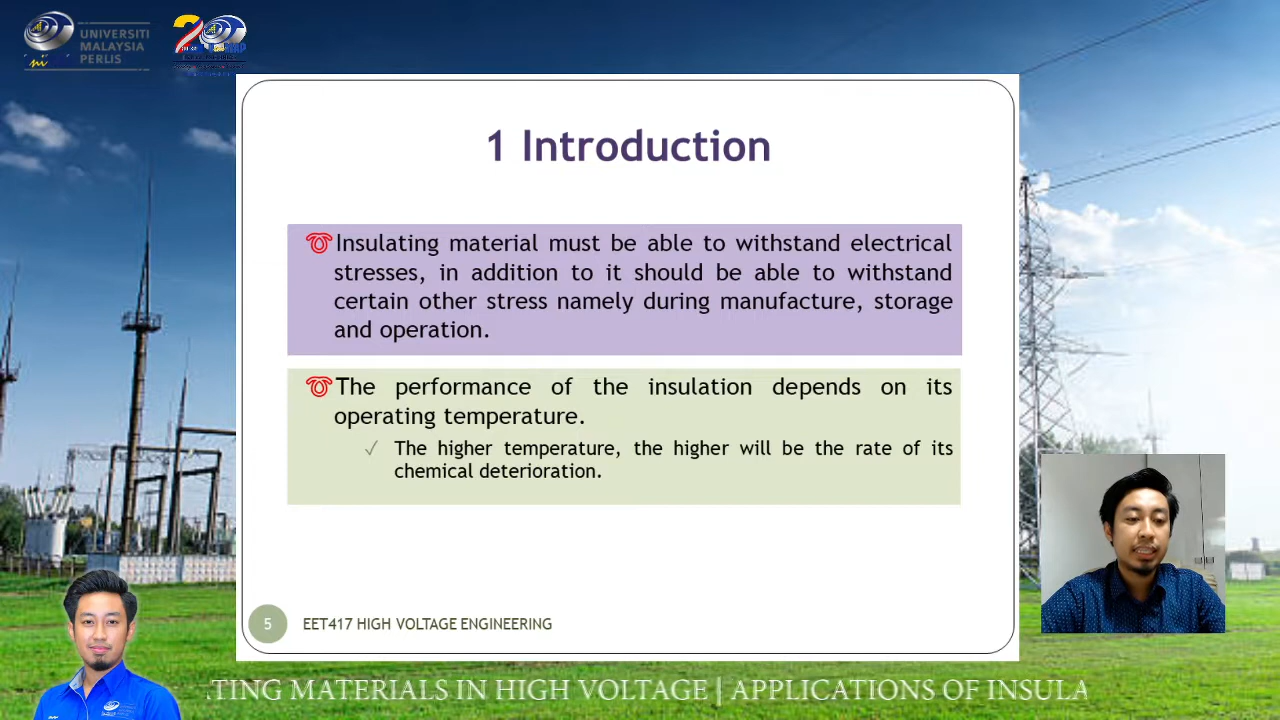 UNIVERSITI
MALAYSIA
PERLIS
1 Introduction
Insulating material must be able to withstand electrical
stresses, in addition to it should be able to withstand
certain other stress namely during manufacture, storage
and operation.
The performance of the insulation depends on its
operating temperature.
✓ The higher temperature, the higher will be the rate of its
chemical deterioration.
5 EET417 HIGH VOLTAGE ENGINEERING
TING MATERIALS IN HIGH VOLTAGE | APPLICATIONS OF INSULA